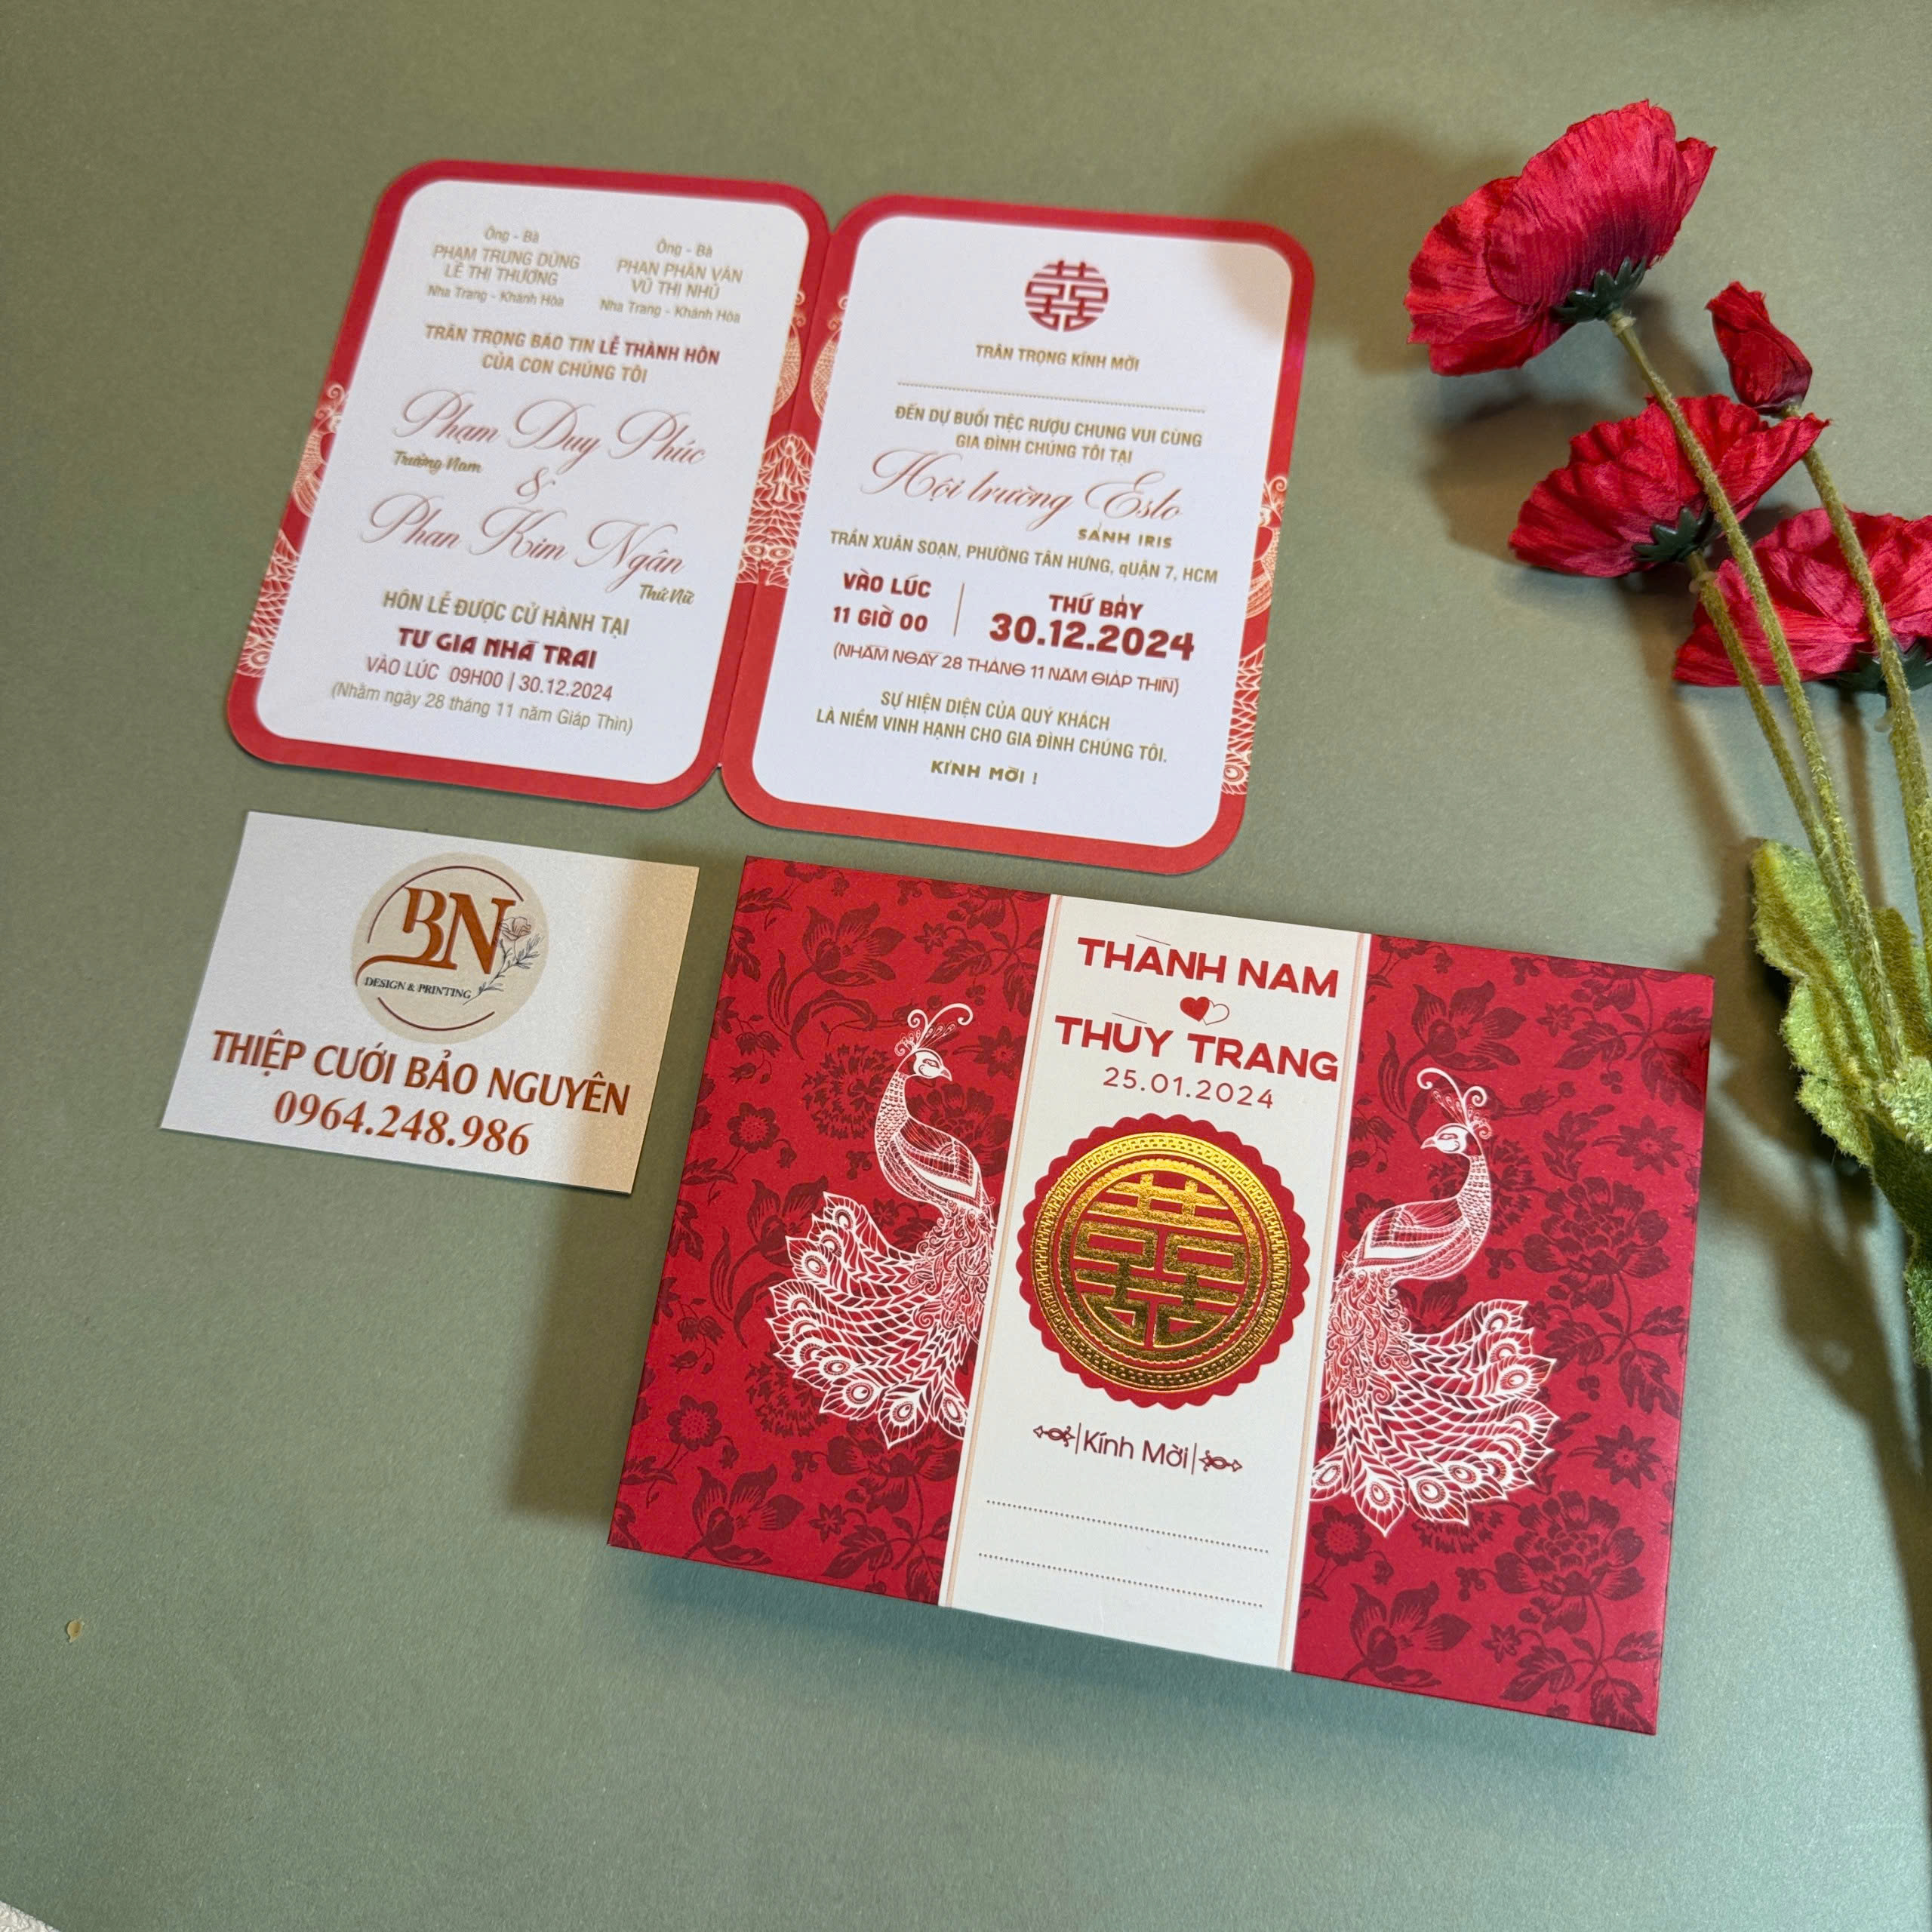 Ông - Bà
PHẠM TRUNG DŨNG
LÊ THỊ THƯƠNG
Nha Trang - Khánh Hòa
Ông - Bà
PHAN PHÂN VÂN
VŨ THỊ NHỦ
Nha Trang - Khánh Hòa
TRÂN TRỌNG BÁO TIN LỄ THÀNH HÔN
CỦA CON CHÚNG TÔI
Phạm Duy Phúc
Trưởng Nam
&
Phan Kim Ngân
Thứ Nữ
HÔN LỄ ĐƯỢC CỬ HÀNH TẠI
TƯ GIA NHÀ TRAI
VÀO LÚC 09H00 | 30.12.2024
(Nhằm ngày 28 tháng 11 năm Giáp Thìn)
囍
TRÂN TRỌNG KÍNH MỜI
ĐẾN DỰ BUỔI TIỆC RƯỢU CHUNG VUI CÙNG
GIA ĐÌNH CHÚNG TÔI TẠI
Hội trường Eslo
SẢNH IRIS
TRẦN XUÂN SOẠN, PHƯỜNG TÂN HƯNG, qUẬN 7, HCM
VÀO LÚC
11 GIỜ 00
THỨ BẢY
30.12.2024
(NHẰM NGÀY 28 THÁNG 11 NĂM GIÁP THÌN)
SỰ HIỆN DIỆN CỦA QUÝ KHÁCH
LÀ NIỀM VINH HẠNH CHO GIA ĐÌNH CHÚNG TÔI.
KÍNH MỜI !
BN
DESIGN & PRINTING
THIỆP CƯỚI BẢO NGUYÊN
0964.248.986
THÀNH NAM
THÙY TRANG
25.01.2024
囍
Kính Mời